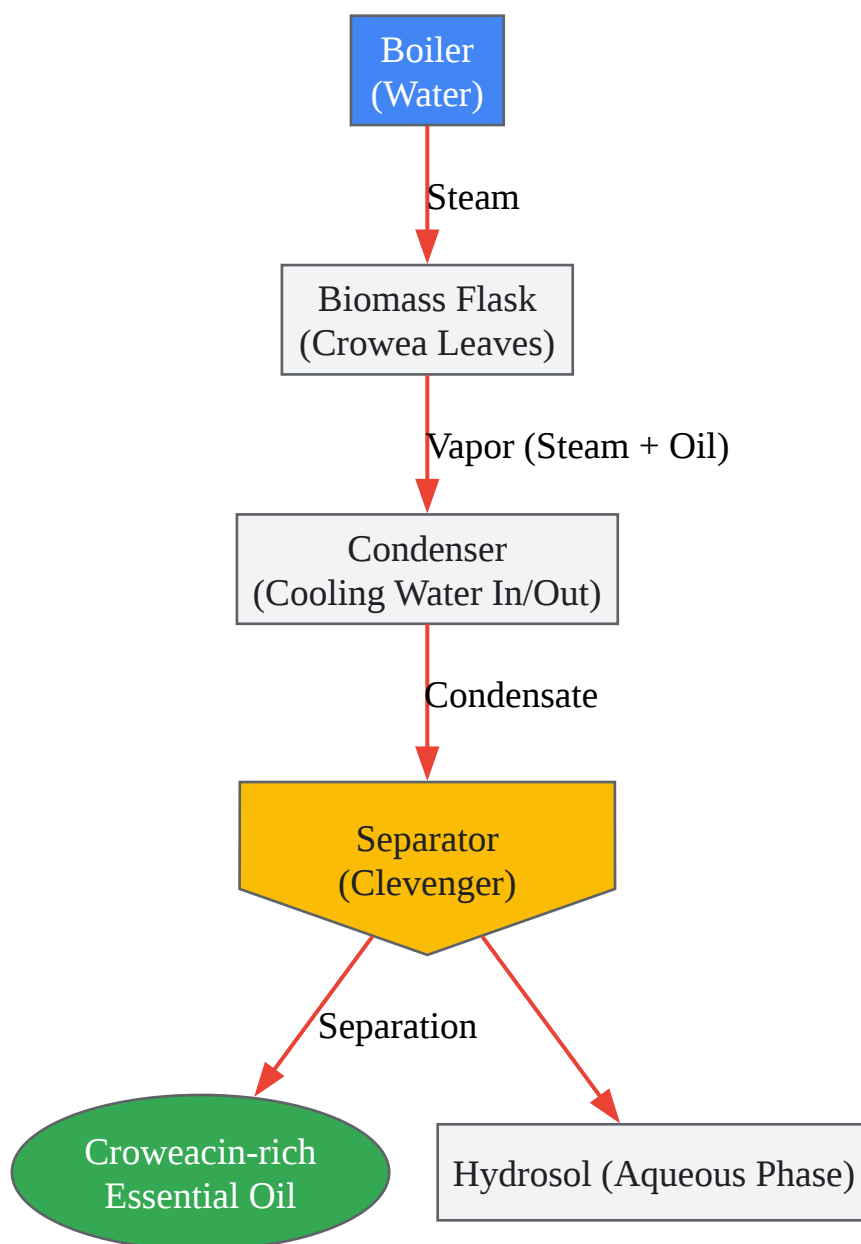 Boiler
(Water)
Steam
Biomass Flask
(Crowea Leaves)
Vapor (Steam + Oil)
Condenser
(Cooling Water In/Out)
Condensate
Separator
(Clevenger)
Separation
Croweacin-rich
Essential Oil
Hydrosol (Aqueous Phase)